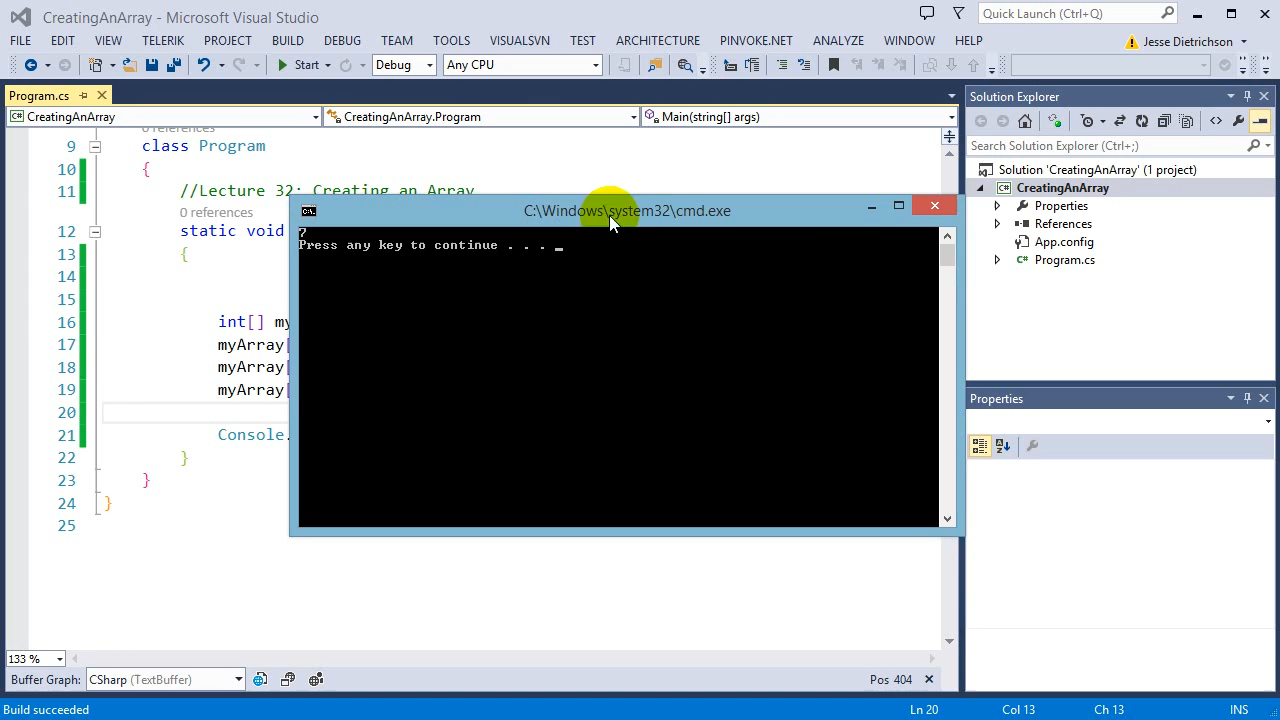 CreatingAnArray - Microsoft Visual Studio
Quick Launch (Ctrl+Q)
FILE EDIT VIEW TELERIK PROJECT BUILD DEBUG TEAM TOOLS VISUALSVN TEST ARCHITECTURE PINVOKE.NET ANALYZE WINDOW HELP
Jesse Dietrichson
Start Debug Any CPU
Program.cs
CreatingAnArray CreatingAnArray.Program Main(string[] args)
0 references
9 class Program
10 {
11 //Lecture 32: Creating an Array
0 references
12 static void
13 {
14
15
16 int[] my
17 myArray[
18 myArray[
19 myArray[
20
21 Console.
22 }
23 }
24 }
25
C:\Windows\system32\cmd.exe
7
Press any key to continue . . . _
Solution Explorer
Search Solution Explorer (Ctrl+;)
Solution 'CreatingAnArray' (1 project)
CreatingAnArray
Properties
References
App.config
Program.cs
Properties
133 %
Buffer Graph: CSharp (TextBuffer) Pos 404
Build succeeded Ln 20 Col 13 Ch 13 INS